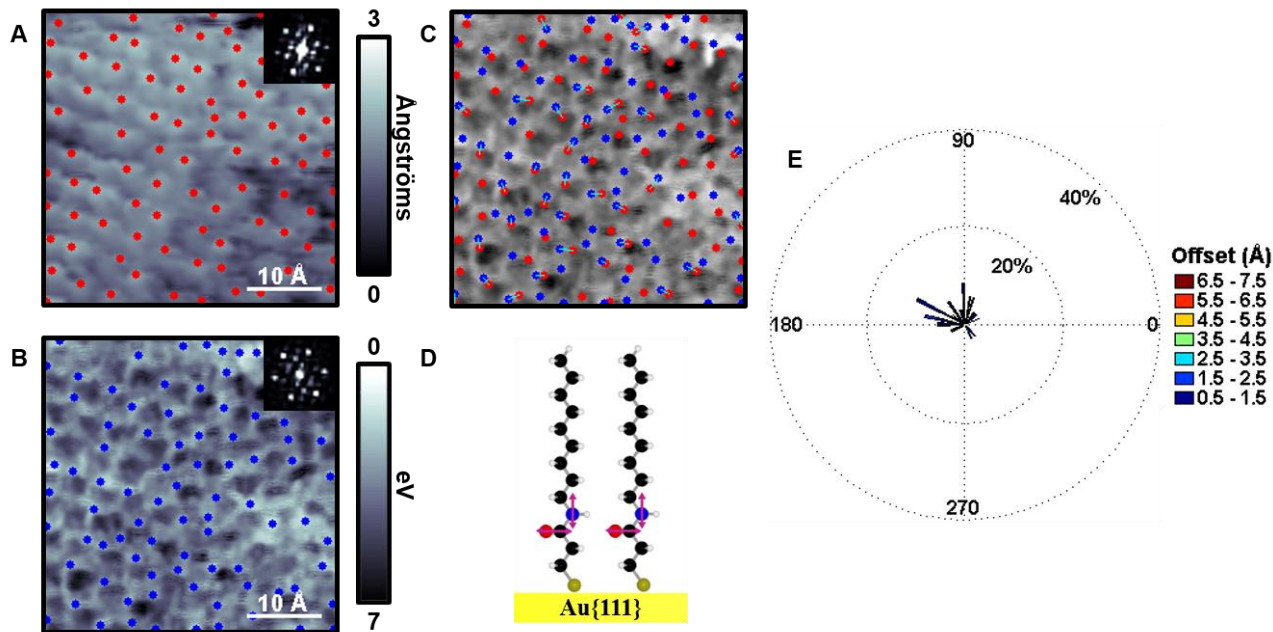 A
3
Ångströms
0
10 Å
B
0
eV
7
10 Å
C
D
Au{111}
E
90
40%
20%
180
0
270
Offset (Å)
6.5 - 7.5
5.5 - 6.5
4.5 - 5.5
3.5 - 4.5
2.5 - 3.5
1.5 - 2.5
0.5 - 1.5